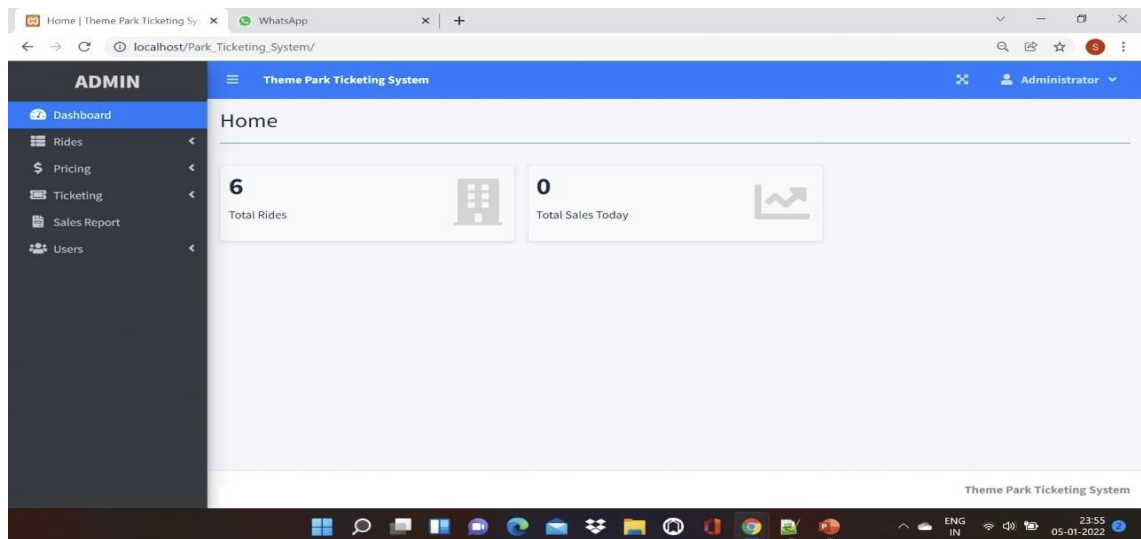 Home | Theme Park Ticketing Sy
WhatsApp
localhost/Park_Ticketing_System/
S
ADMIN
Theme Park Ticketing System
Administrator
Dashboard
Rides
Pricing
Ticketing
Sales Report
Users
Home
6
Total Rides
0
Total Sales Today
Theme Park Ticketing System
ENG
IN
23:55
05-01-2022
2